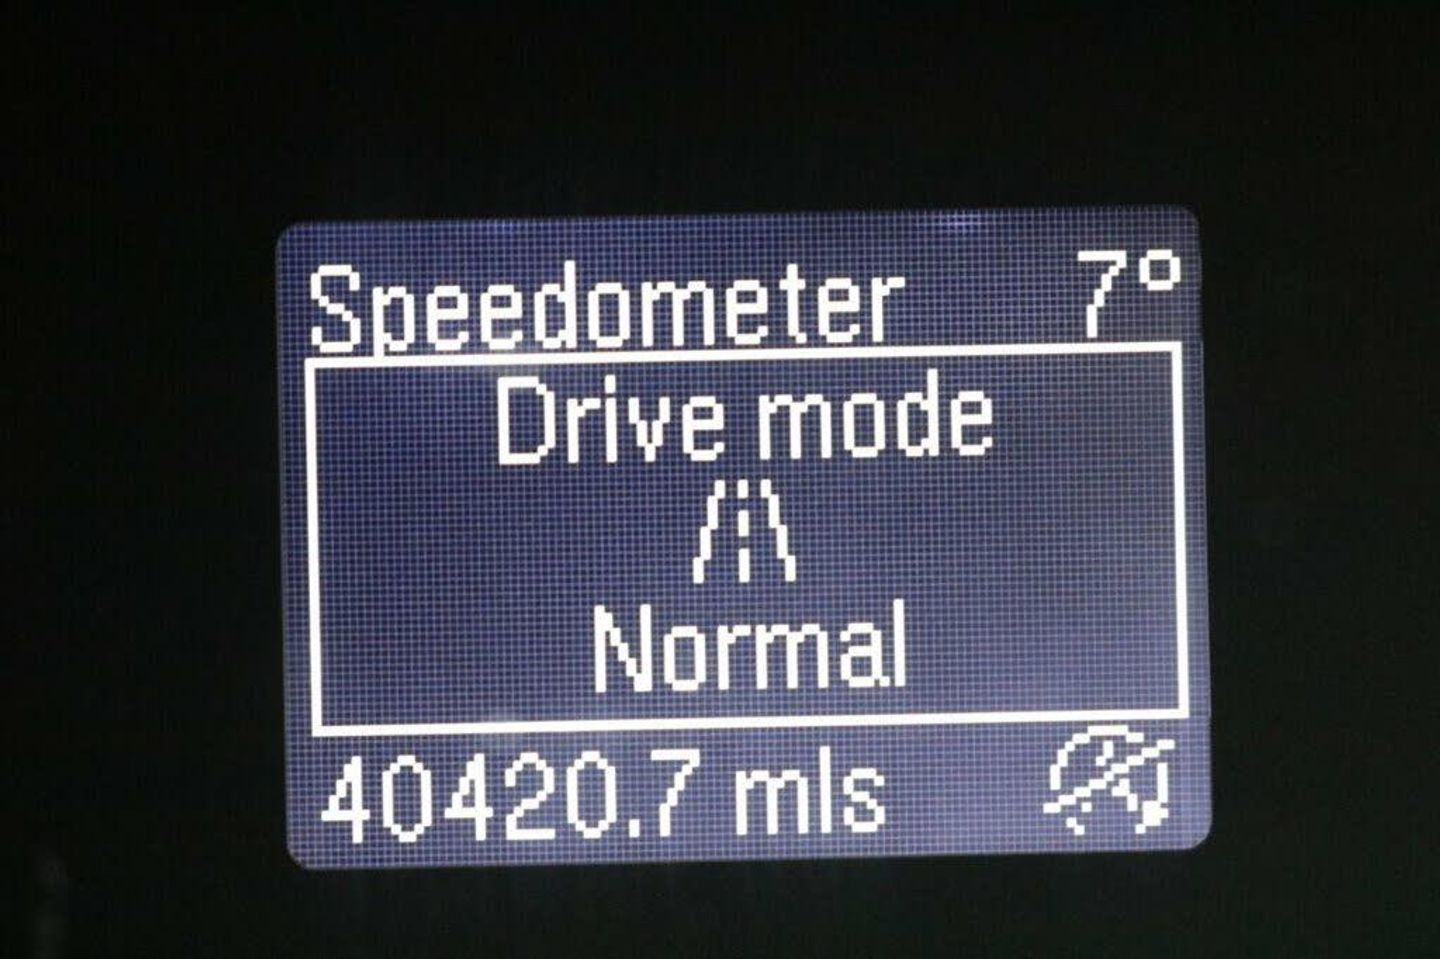 Speedometer 7°
Drive mode
Normal
40420.7 mls